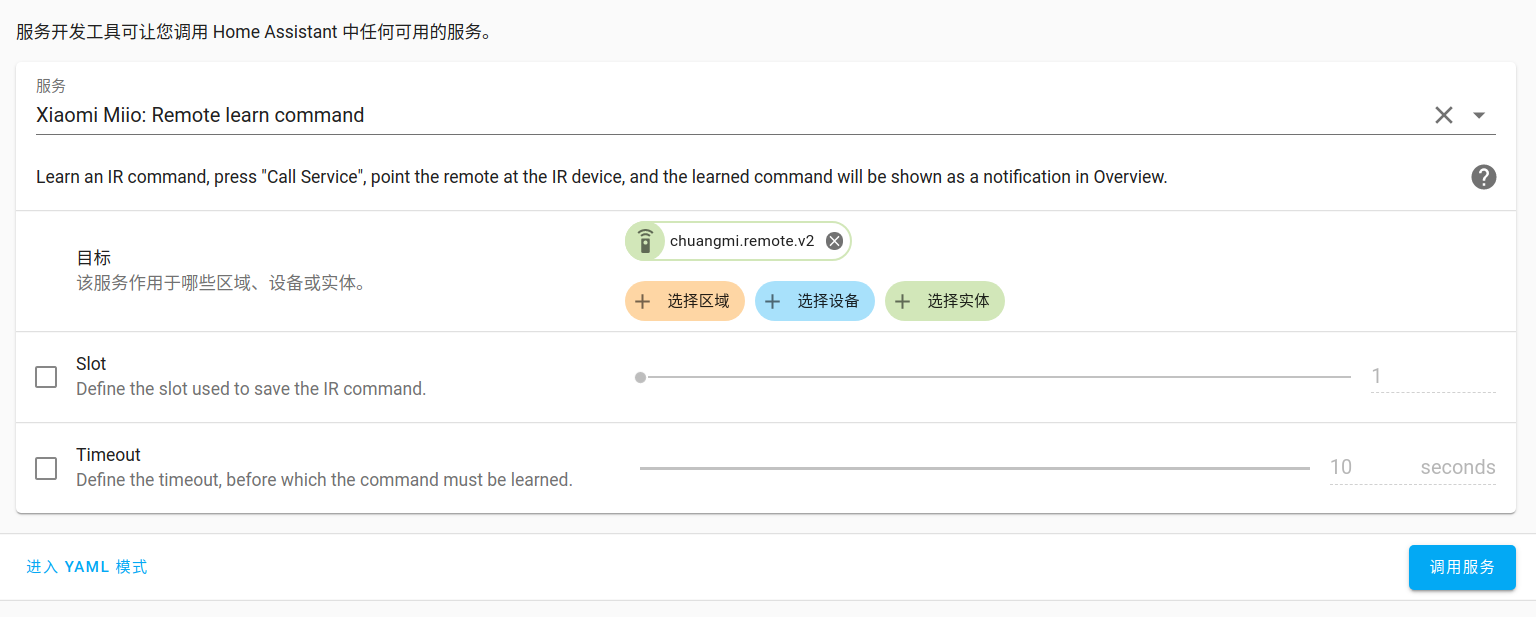 服务开发工具可让您调用 Home Assistant 中任何可用的服务。
服务
Xiaomi Miio: Remote learn command
Learn an IR command, press "Call Service", point the remote at the IR device, and the learned command will be shown as a notification in Overview.
chuangmi.remote.v2
目标
该服务作用于哪些区域、设备或实体。
选择区域 选择设备 选择实体
Slot
Define the slot used to save the IR command.
1
Timeout
Define the timeout, before which the command must be learned.
10 seconds
进入 YAML 模式
调用服务